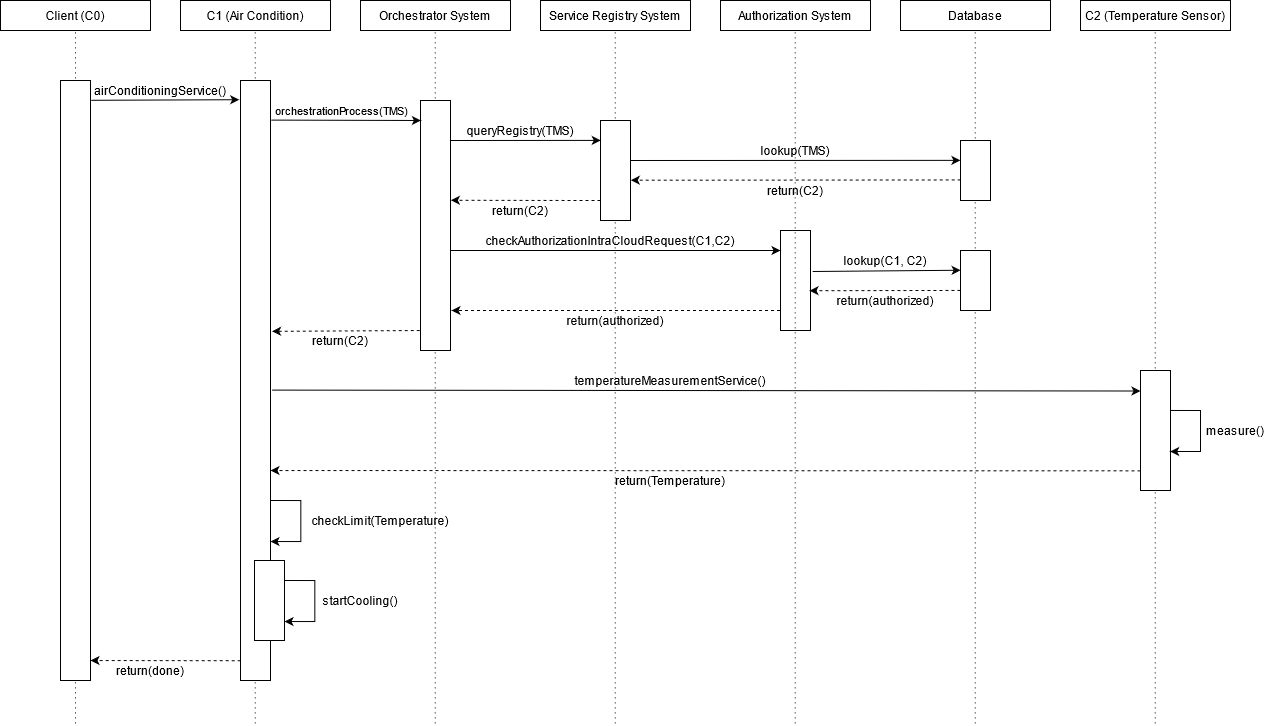 Client (C0)
C1 (Air Condition)
Orchestrator System
Service Registry System
Authorization System
Database
C2 (Temperature Sensor)
airConditioningService()
orchestrationProcess(TMS)
queryRegistry(TMS)
lookup(TMS)
return(C2)
return(C2)
checkAuthorizationIntraCloudRequest(C1,C2)
lookup(C1, C2)
return(authorized)
return(authorized)
return(C2)
temperatureMeasurementService()
measure()
return(Temperature)
checkLimit(Temperature)
startCooling()
return(done)